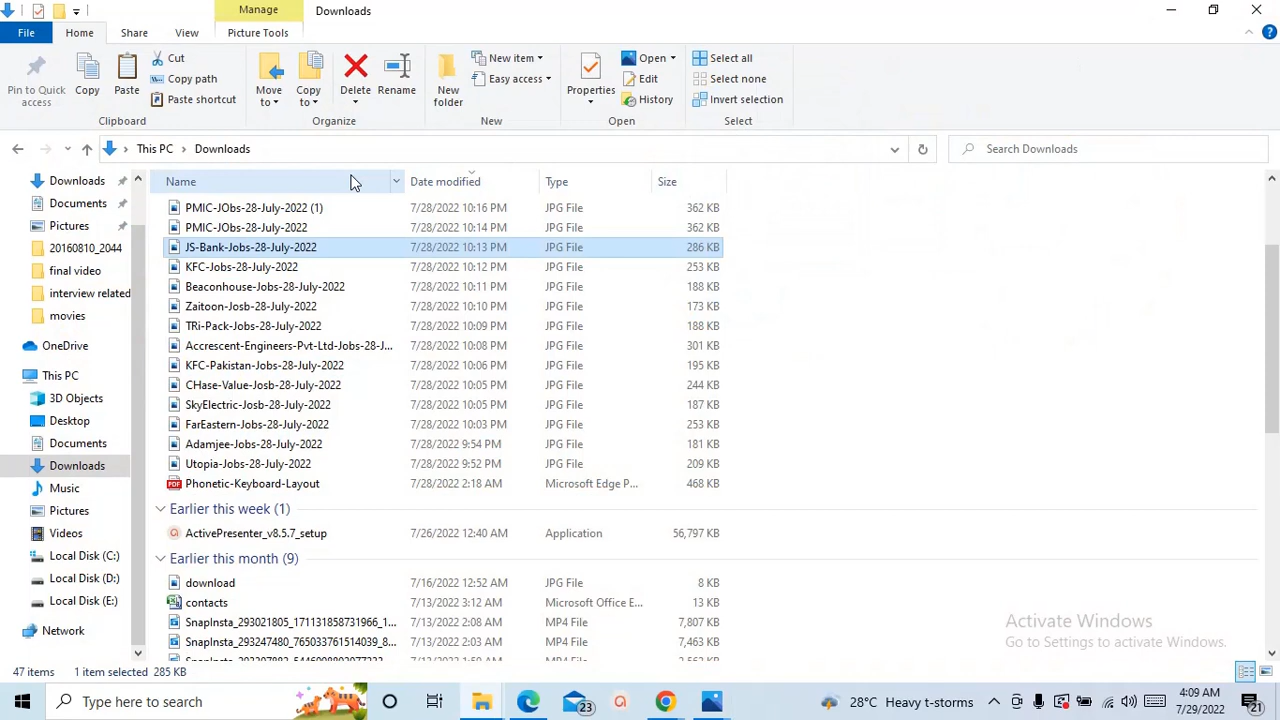 Manage
Downloads
File
Home
Share
View
Picture Tools
Pin to Quick access
Copy
Paste
Cut
Copy path
Paste shortcut
Clipboard
Move to
Copy to
Delete
Rename
Organize
New folder
New item
Easy access
New
Properties
Open
Edit
History
Open
Select all
Select none
Invert selection
Select
This PC
Downloads
Search Downloads
Downloads
Documents
Pictures
20160810_2044
final video
interview related
movies
OneDrive
This PC
3D Objects
Desktop
Documents
Downloads
Music
Pictures
Videos
Local Disk (C:)
Local Disk (D:)
Local Disk (E:)
Network
Name Date modified Type Size
PMIC-JObs-28-July-2022 (1) 7/28/2022 10:16 PM JPG File 362 KB
PMIC-JObs-28-July-2022 7/28/2022 10:14 PM JPG File 362 KB
JS-Bank-Jobs-28-July-2022 7/28/2022 10:13 PM JPG File 286 KB
KFC-Jobs-28-July-2022 7/28/2022 10:12 PM JPG File 253 KB
Beaconhouse-Jobs-28-July-2022 7/28/2022 10:11 PM JPG File 188 KB
Zaitoon-Josb-28-July-2022 7/28/2022 10:10 PM JPG File 173 KB
TRi-Pack-Jobs-28-July-2022 7/28/2022 10:09 PM JPG File 188 KB
Accrescent-Engineers-Pvt-Ltd-Jobs-28-J... 7/28/2022 10:08 PM JPG File 301 KB
KFC-Pakistan-Jobs-28-July-2022 7/28/2022 10:06 PM JPG File 195 KB
CHase-Value-Josb-28-July-2022 7/28/2022 10:05 PM JPG File 244 KB
SkyElectric-Josb-28-July-2022 7/28/2022 10:05 PM JPG File 187 KB
FarEastern-Jobs-28-July-2022 7/28/2022 10:03 PM JPG File 253 KB
Adamjee-Jobs-28-July-2022 7/28/2022 9:54 PM JPG File 181 KB
Utopia-Jobs-28-July-2022 7/28/2022 9:52 PM JPG File 209 KB
Phonetic-Keyboard-Layout 7/28/2022 2:18 AM Microsoft Edge P... 468 KB
Earlier this week (1)
ActivePresenter_v8.5.7_setup 7/26/2022 12:40 AM Application 56,797 KB
Earlier this month (9)
download 7/16/2022 12:52 AM JPG File 8 KB
contacts 7/13/2022 3:12 AM Microsoft Office E... 13 KB
SnapInsta_293021805_171131858731966_1... 7/13/2022 2:08 AM MP4 File 7,807 KB
SnapInsta_293247480_765033761514039_8... 7/13/2022 2:03 AM MP4 File 7,463 KB
Activate Windows
Go to Settings to activate Windows.
47 items 1 item selected 285 KB
Type here to search
23
28°C Heavy t-storms
4:09 AM
7/29/2022
21